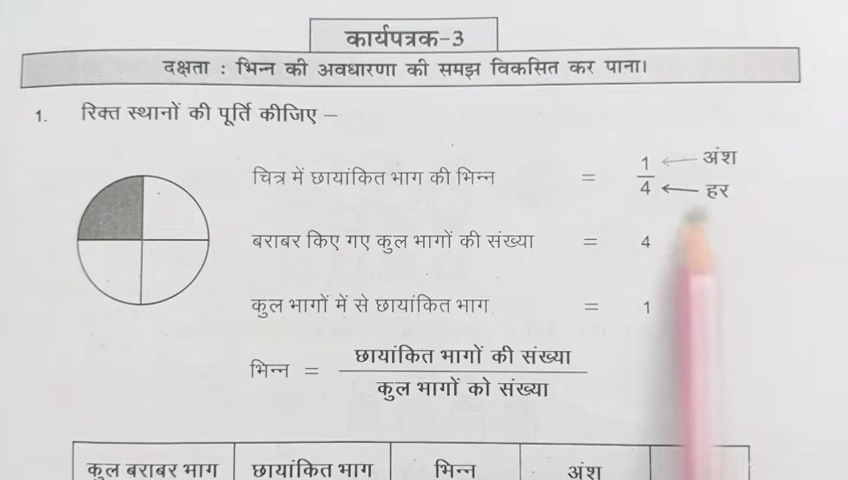 कार्यपत्रक-3
दक्षता : भिन्न की अवधारणा की समझ विकसित कर पाना।
1. रिक्त स्थानों की पूर्ति कीजिए –
चित्र में छायांकित भाग की भिन्न = 1/4 ← अंश ← हर
बराबर किए गए कुल भागों की संख्या = 4
कुल भागों में से छायांकित भाग = 1
भिन्न = छायांकित भागों की संख्या
कुल भागों को संख्या
कुल बराबर भाग छायांकित भाग भिन्न अंश